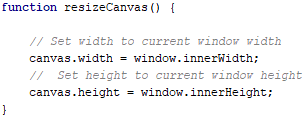 function resizeCanvas() {
// Set width to current window width
canvas.width = window.innerWidth;
//  Set height to current window height
canvas.height = window.innerHeight;
}